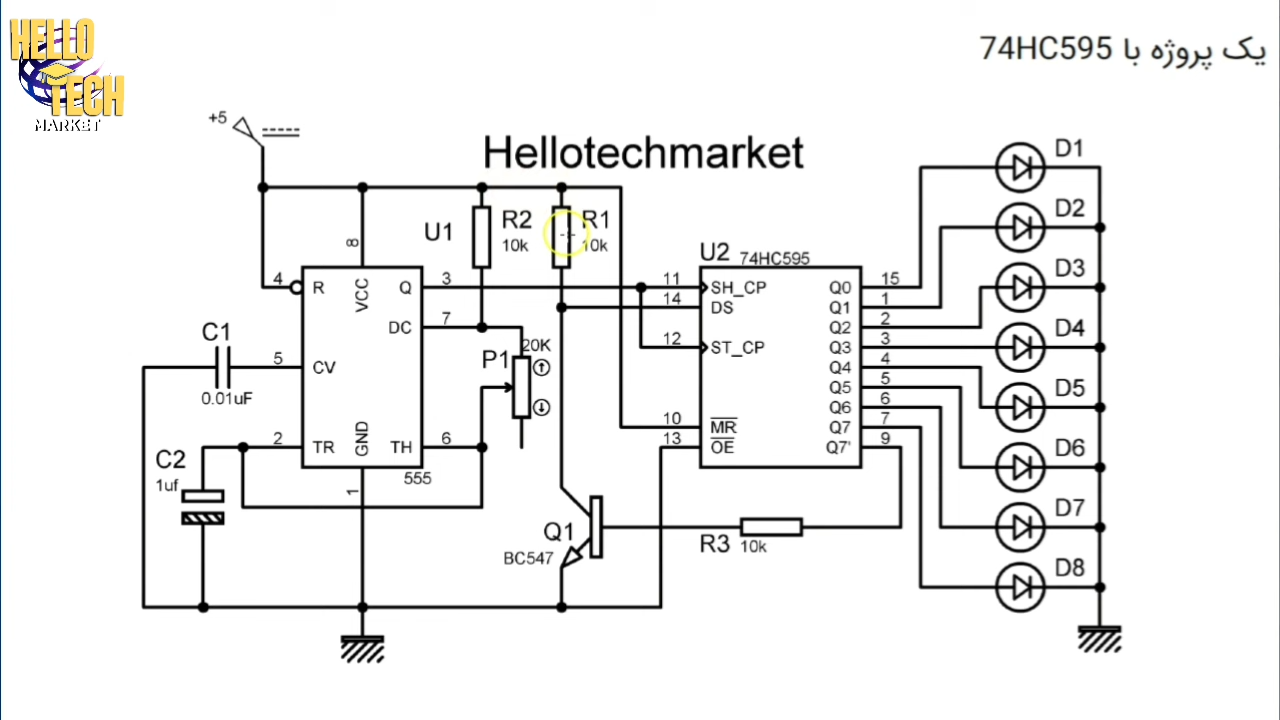 HELLO
TECH
MARKET
یک پروژه با 74HC595
+5
Hellotechmarket
U1
R2
10k
R1
10k
8
4
R
VCC
Q
3
DC
7
C1
0.01uF
5
CV
P1
20K
C2
1uf
2
TR
GND
TH
6
1
555
U2
74HC595
11
SH_CP
14
DS
12
ST_CP
10
MR
13
OE
Q0
15
Q1
1
Q2
2
Q3
3
Q4
4
Q5
5
Q6
6
Q7
7
Q7'
9
Q1
BC547
R3
10k
D1
D2
D3
D4
D5
D6
D7
D8